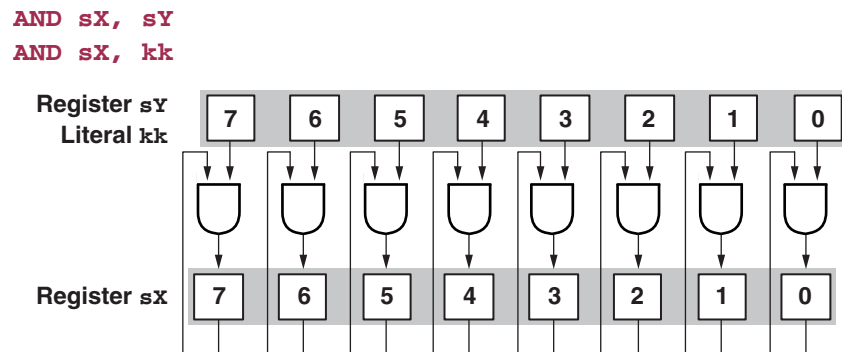 AND sX, sY
AND sX, kk
Register sY
Literal kk
7 6 5 4 3 2 1 0
Register sX
7 6 5 4 3 2 1 0